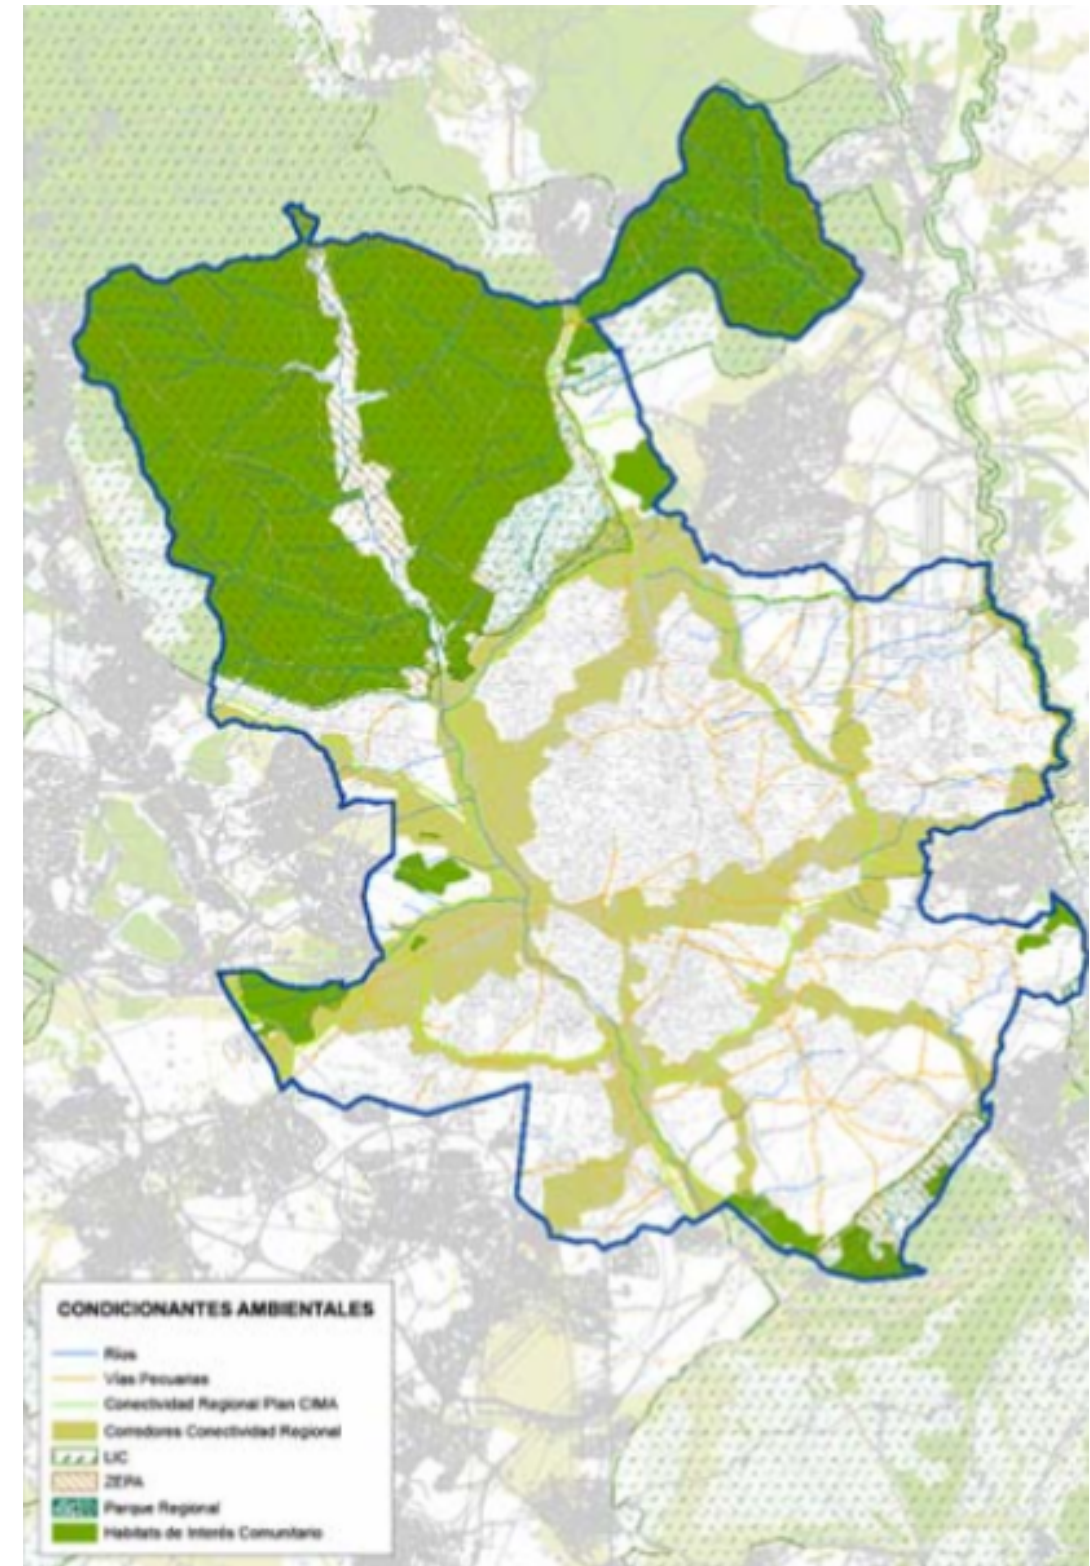 CONDICIONANTES AMBIENTALES
Ríos
Vías Pecuarias
Conectividad Regional Plan CIMA
Corredores Conectividad Regional
LIC
ZEPA
Parque Regional
Habitats de Interés Comunitario